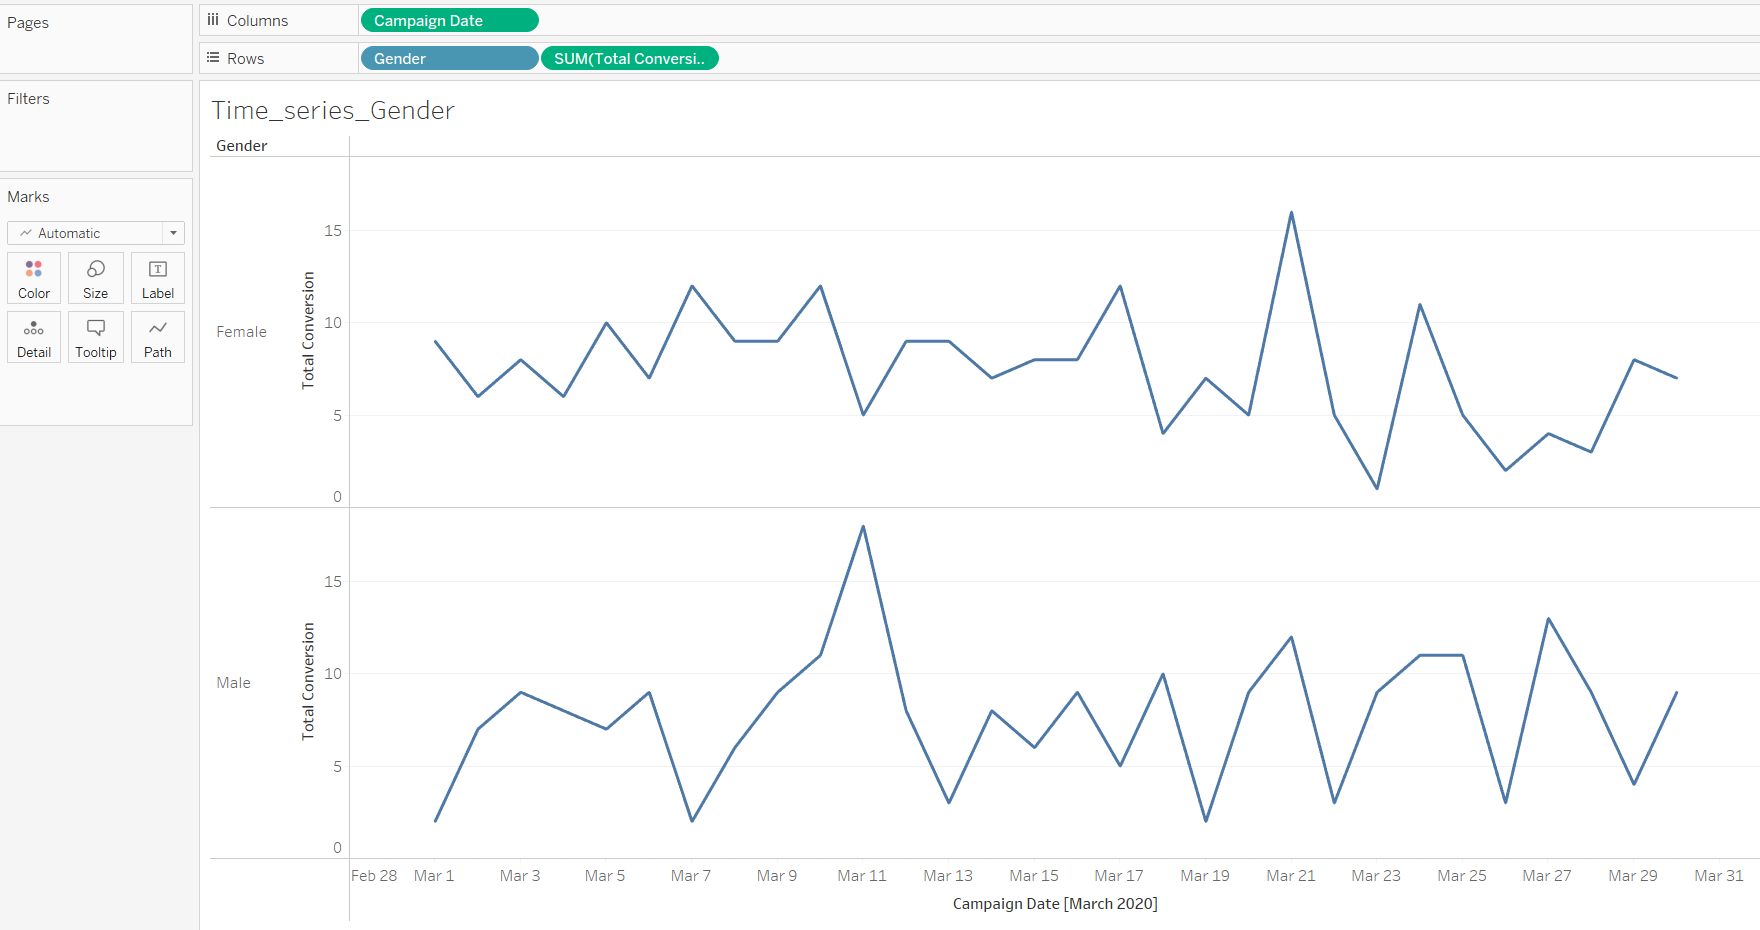 Pages
Columns
Campaign Date
Rows
Gender
SUM(Total Conversi..
Filters
Marks
Automatic
Color
Size
Label
Detail
Tooltip
Path
Time_series_Gender
Gender
Female
Total Conversion
15
10
5
0
Male
Total Conversion
15
10
5
0
Feb 28 Mar 1 Mar 3 Mar 5 Mar 7 Mar 9 Mar 11 Mar 13 Mar 15 Mar 17 Mar 19 Mar 21 Mar 23 Mar 25 Mar 27 Mar 29 Mar 31
Campaign Date [March 2020]